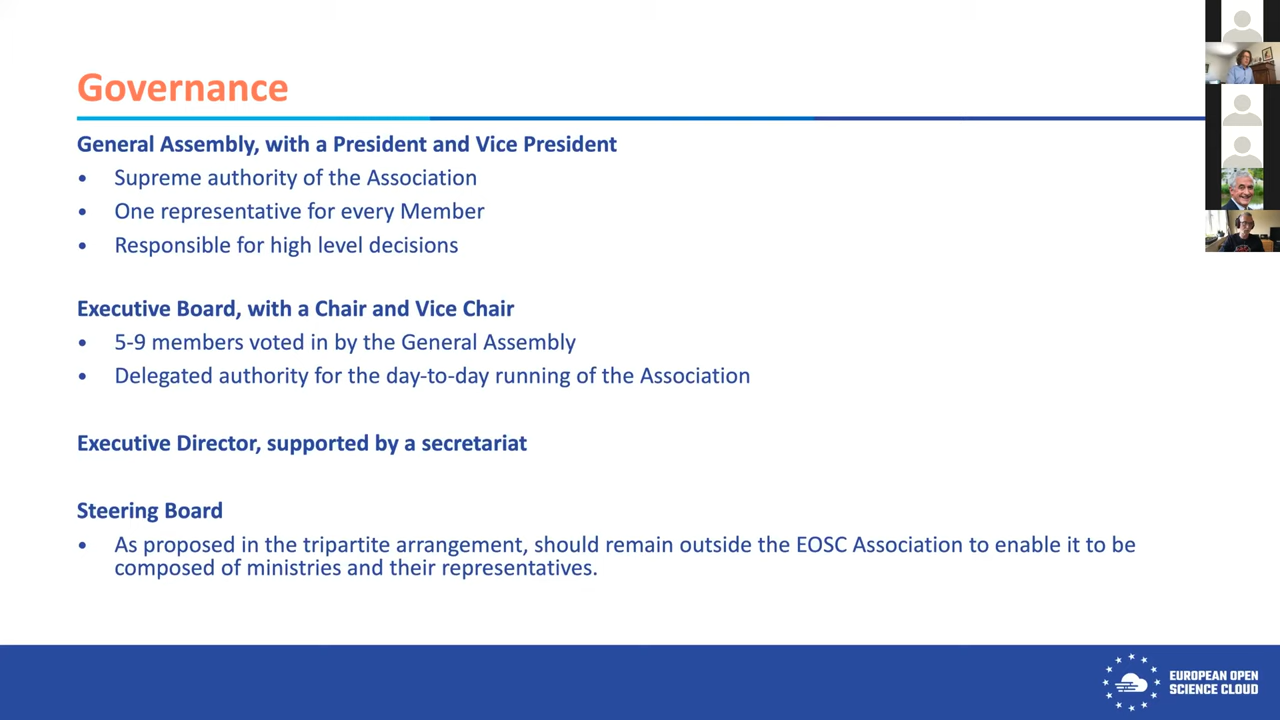 Governance
General Assembly, with a President and Vice President
• Supreme authority of the Association
• One representative for every Member
• Responsible for high level decisions
Executive Board, with a Chair and Vice Chair
• 5-9 members voted in by the General Assembly
• Delegated authority for the day-to-day running of the Association
Executive Director, supported by a secretariat
Steering Board
• As proposed in the tripartite arrangement, should remain outside the EOSC Association to enable it to be
composed of ministries and their representatives.
EUROPEAN OPEN
SCIENCE CLOUD